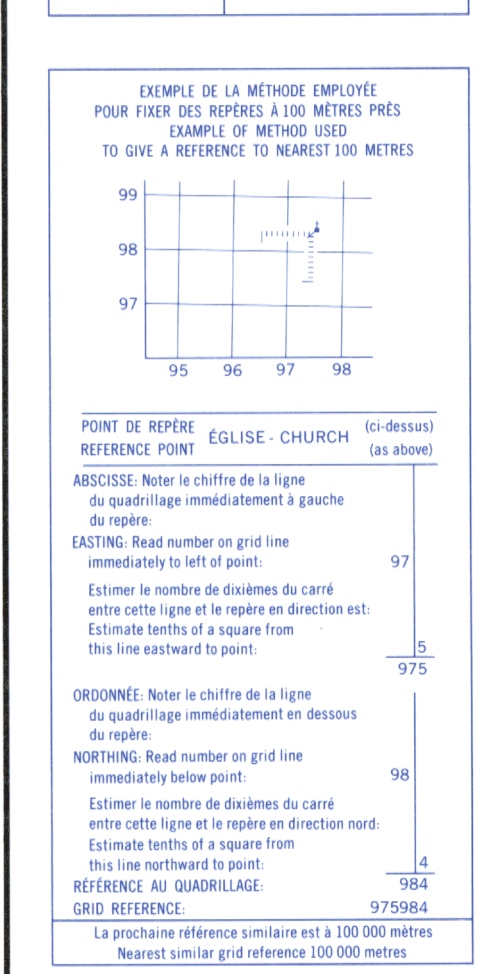 EXEMPLE DE LA MÉTHODE EMPLOYÉE
POUR FIXER DES REPÈRES À 100 MÈTRES PRÈS
EXAMPLE OF METHOD USED
TO GIVE A REFERENCE TO NEAREST 100 METRES
99
98
97
95 96 97 98
POINT DE REPÈRE
REFERENCE POINT
ÉGLISE - CHURCH
(ci-dessus)
(as above)
ABSCISSE: Noter le chiffre de la ligne
du quadrillage immédiatement à gauche
du repère:
EASTING: Read number on grid line
immediately to left of point: 97
Estimer le nombre de dixièmes du carré
entre cette ligne et le repère en direction est:
Estimate tenths of a square from
this line eastward to point: 5
975
ORDONNÉE: Noter le chiffre de la ligne
du quadrillage immédiatement en dessous
du repère:
NORTHING: Read number on grid line
immediately below point: 98
Estimer le nombre de dixièmes du carré
entre cette ligne et le repère en direction nord:
Estimate tenths of a square from
this line northward to point: 4
RÉFÉRENCE AU QUADRILLAGE: 984
GRID REFERENCE: 975984
La prochaine référence similaire est à 100 000 mètres
Nearest similar grid reference 100 000 metres